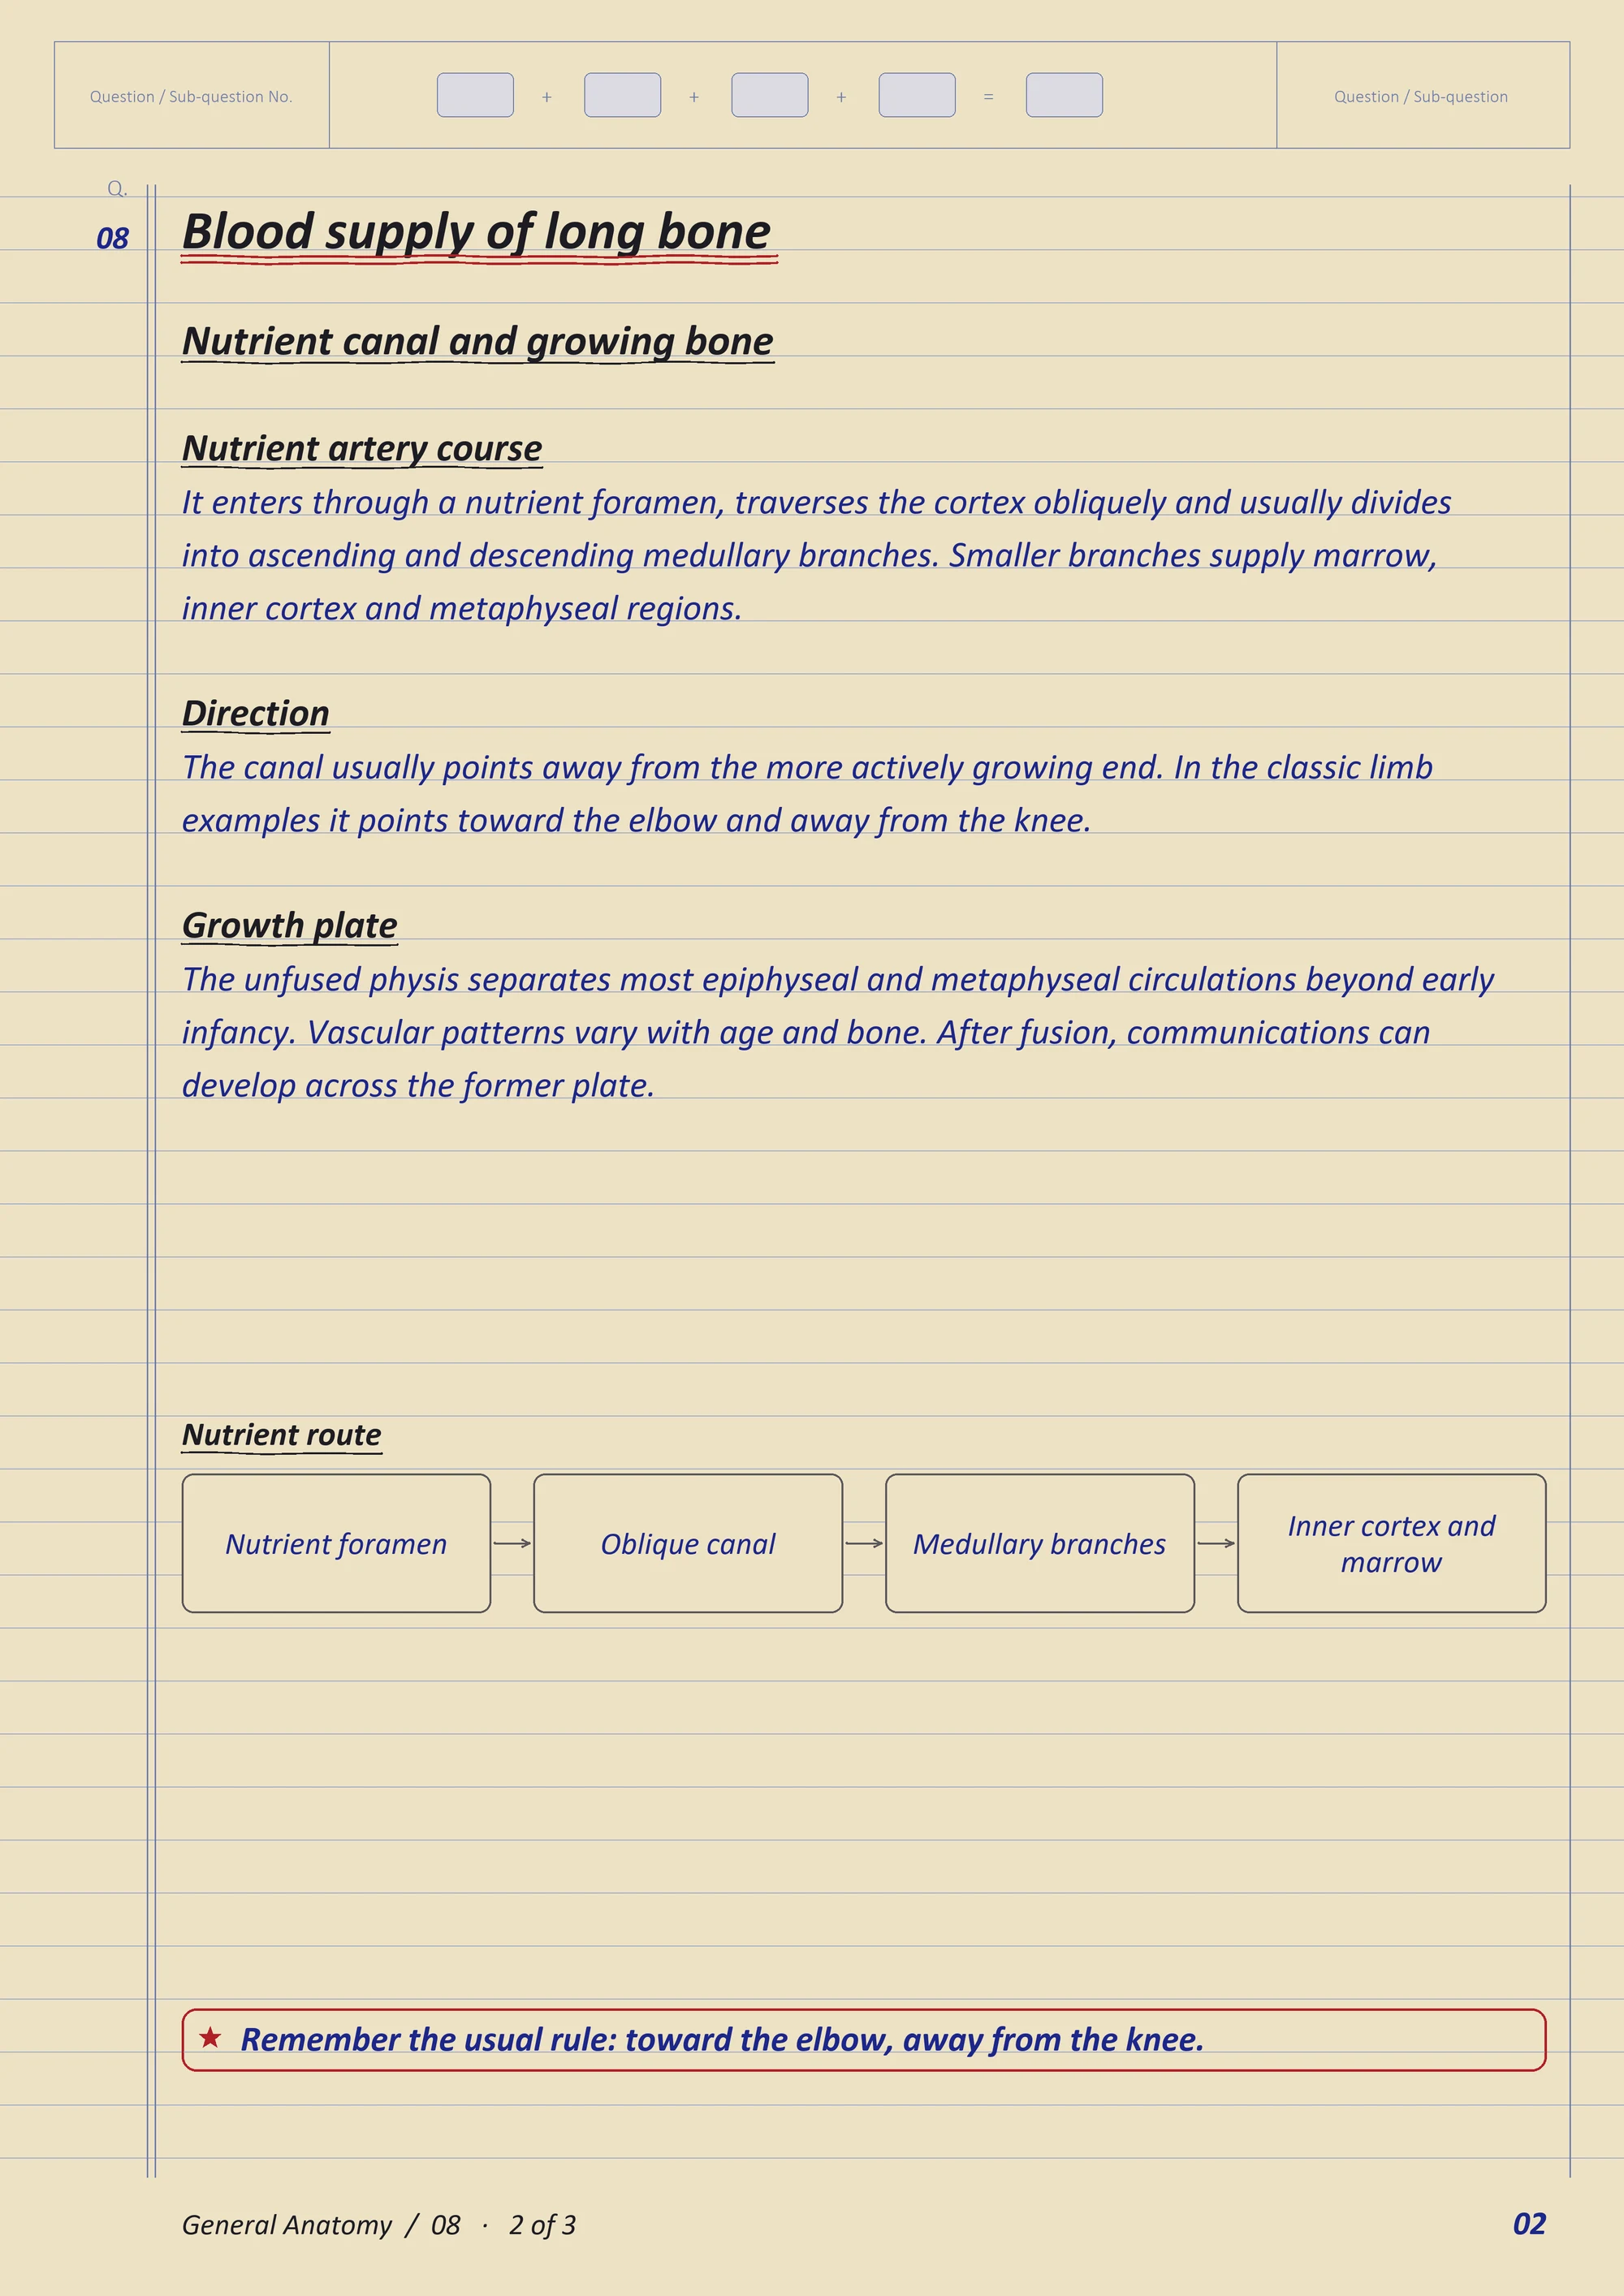 Question / Sub-question No.
+ + + =
Question / Sub-question
Q.
08
Blood supply of long bone
Nutrient canal and growing bone
Nutrient artery course
It enters through a nutrient foramen, traverses the cortex obliquely and usually divides
into ascending and descending medullary branches. Smaller branches supply marrow,
inner cortex and metaphyseal regions.
Direction
The canal usually points away from the more actively growing end. In the classic limb
examples it points toward the elbow and away from the knee.
Growth plate
The unfused physis separates most epiphyseal and metaphyseal circulations beyond early
infancy. Vascular patterns vary with age and bone. After fusion, communications can
develop across the former plate.
Nutrient route
Nutrient foramen
Oblique canal
Medullary branches
Inner cortex and
marrow
★ Remember the usual rule: toward the elbow, away from the knee.
General Anatomy / 08 · 2 of 3
02